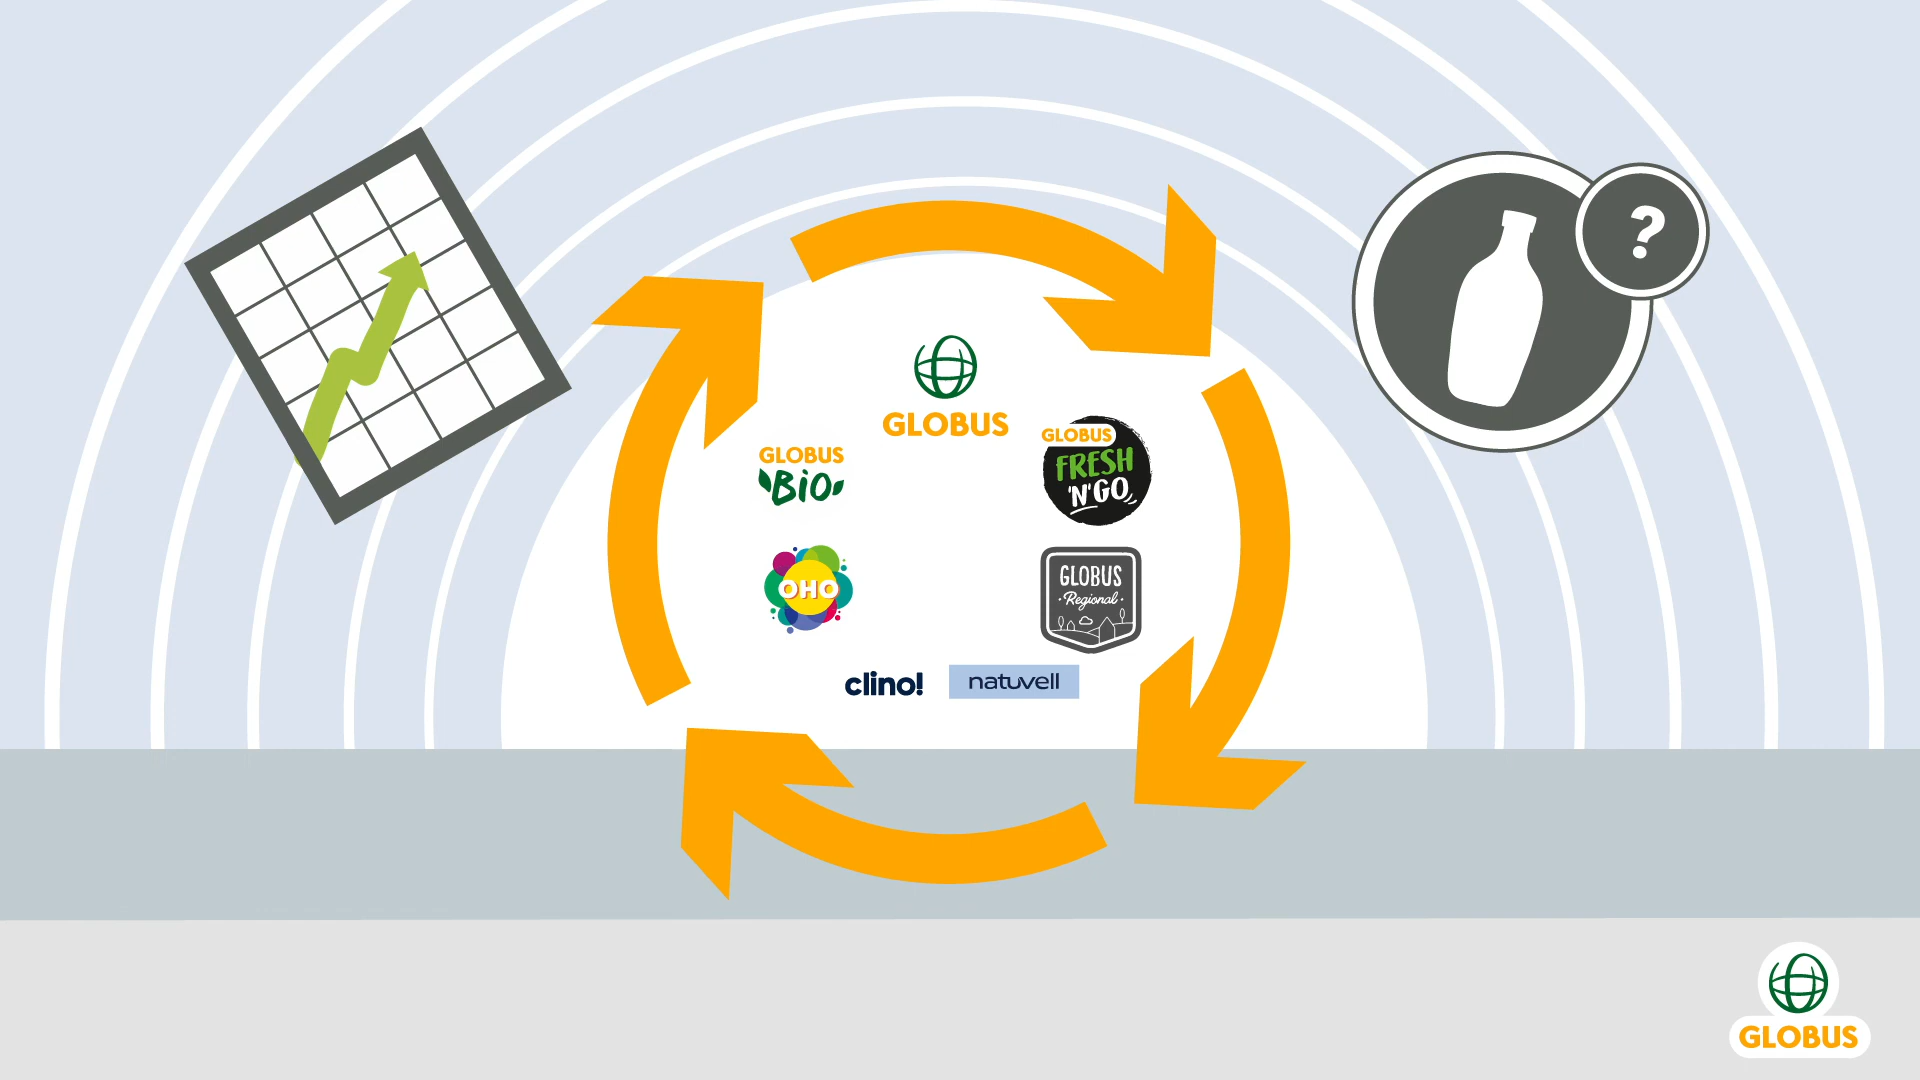 ?
GLOBUS
GLOBUS
Bio
GLOBUS
FRESH
'N'GO
OHO
GLOBUS
Regional
clino!
natuvell
GLOBUS